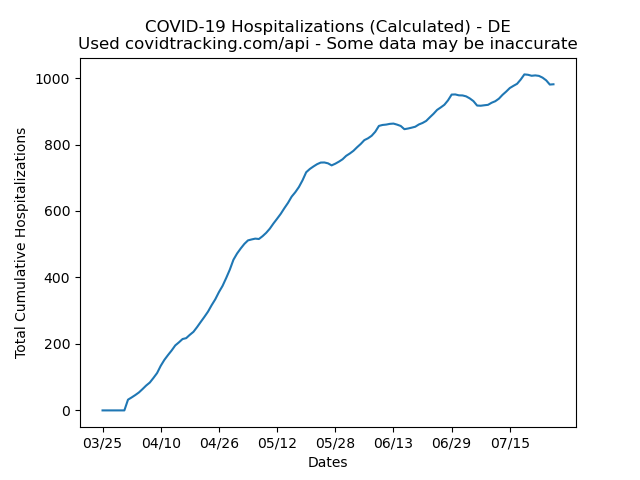 COVID-19 Hospitalizations (Calculated) - DE
Used covidtracking.com/api - Some data may be inaccurate
Total Cumulative Hospitalizations
1000
800
600
400
200
0
03/25 04/10 04/26 05/12 05/28 06/13 06/29 07/15
Dates